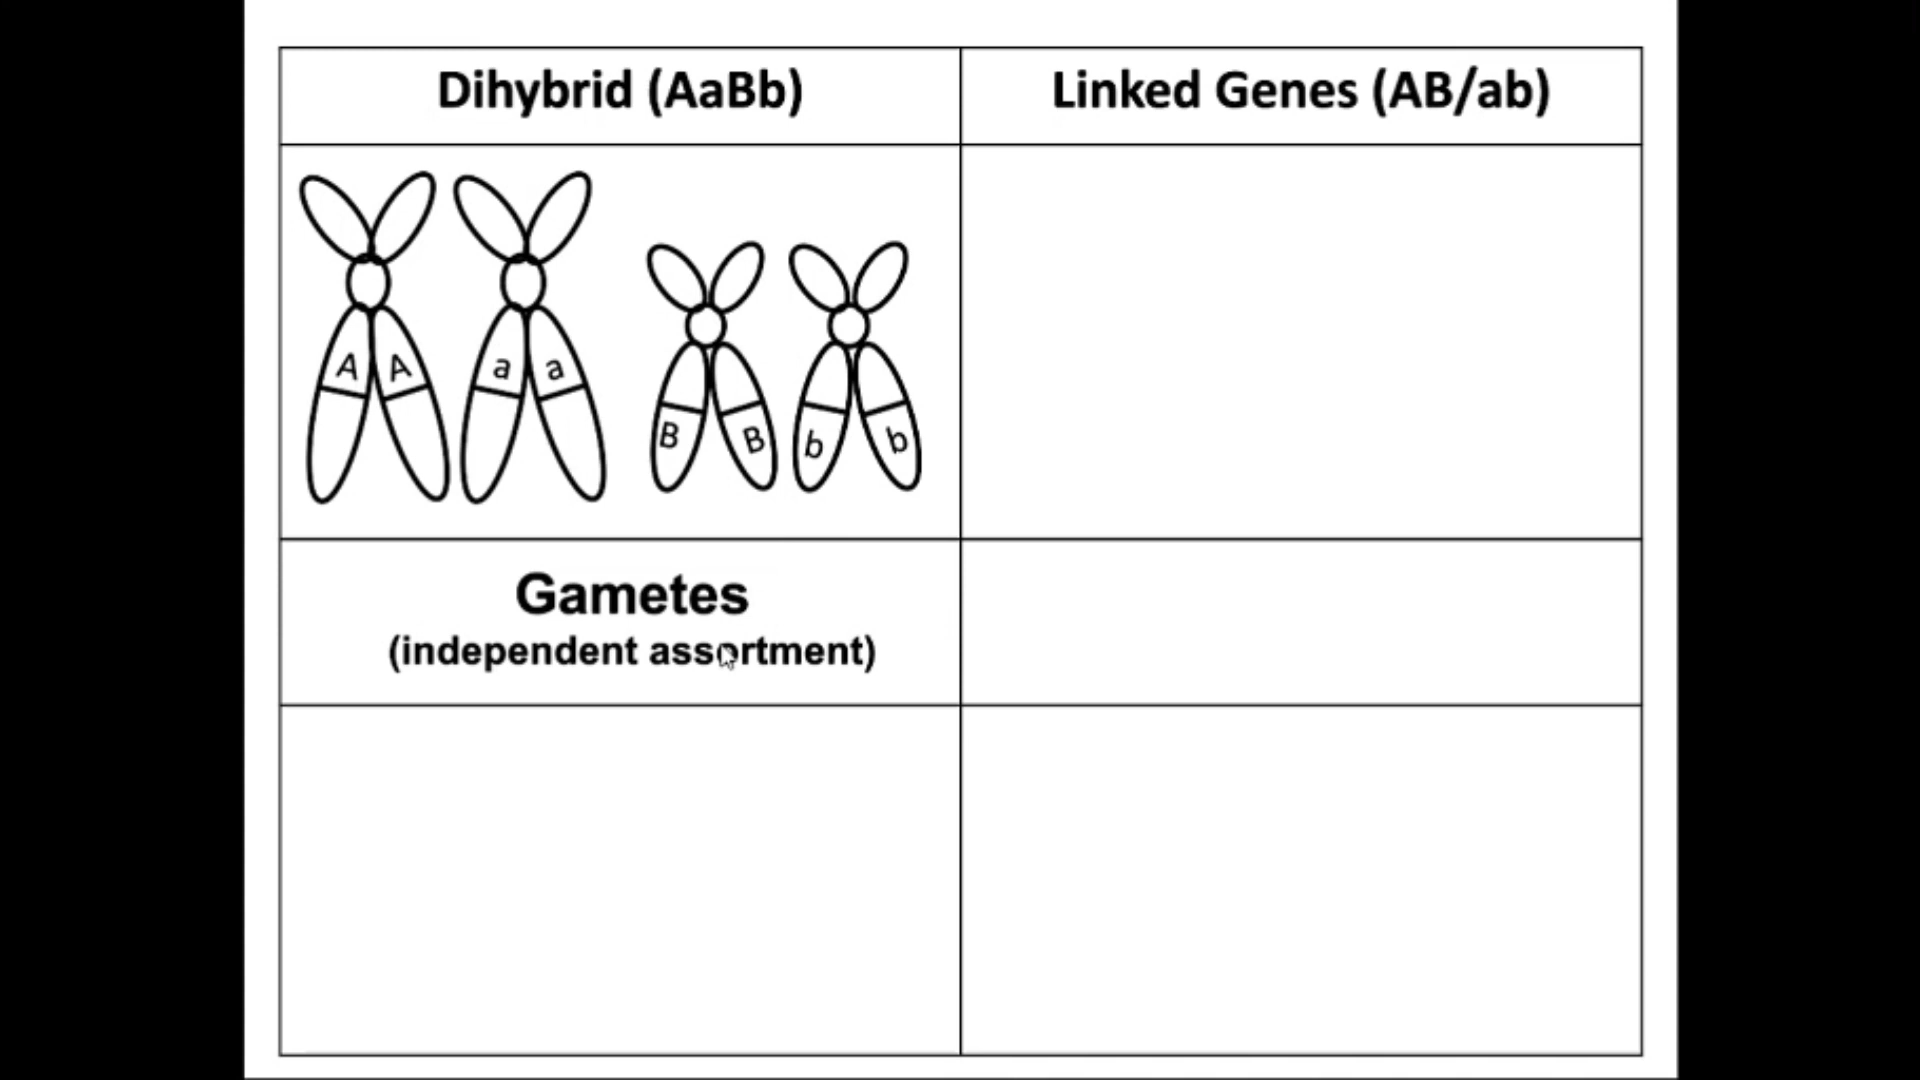 Dihybrid (AaBb)
Linked Genes (AB/ab)
A A a a
B B b b
Gametes
(independent assortment)